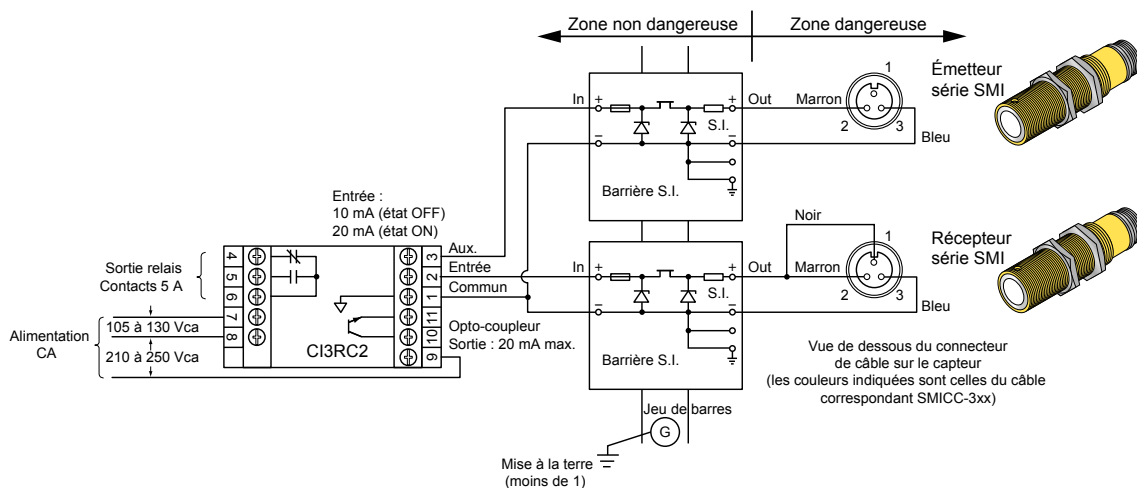 Zone non dangereuse
Zone dangereuse
Émetteur
série SMI
In
+
Out
Marron
1
2
3
S.I.
–
–
Bleu
Barrière S.I.
Entrée :
10 mA (état OFF)
20 mA (état ON)
Noir
Récepteur
série SMI
In
+
+
Out
Marron
1
2
3
S.I.
–
–
Bleu
Barrière S.I.
Sortie relais
Contacts 5 A
4
5
6
7
8
3
2
1
11
10
9
Aux.
Entrée
Commun
Opto-coupleur
Sortie : 20 mA max.
CI3RC2
Alimentation
CA
105 à 130 Vca
210 à 250 Vca
Vue de dessous du connecteur
de câble sur le capteur
(les couleurs indiquées sont celles du câble
correspondant SMICC-3xx)
Jeu de barres
G
Mise à la terre
(moins de 1)